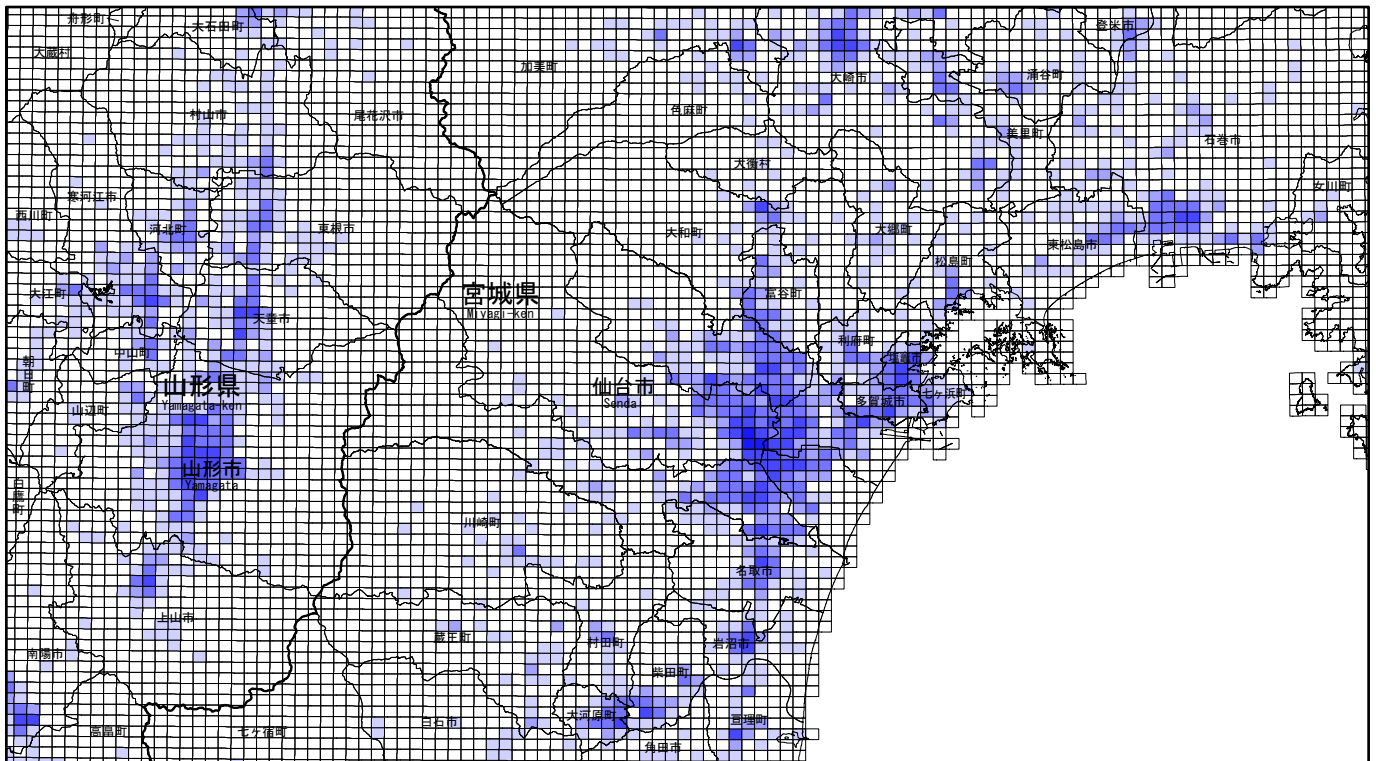 舟形町
大石田町
登米市
大蔵村
加美町
大崎市
涌谷町
村山市
尾花沢市
色麻町
美里町
石巻市
大衡村
寒河江市
女川町
西川町
河北町
東根市
大和町
大郷町
東松島市
松島町
大江町
宮城県
Miyagi-ken
富谷町
天童市
利府町
中山町
塩竈市
朝日町
山形県
Yamagata-ken
仙台市
Senda
七ヶ浜町
多賀城市
山辺町
山形市
Yamagata
白鷹町
川崎町
名取市
上山市
蔵王町
村田町
岩沼市
南陽市
柴田町
大河原町
白石市
亘理町
高畠町
七ヶ宿町
角田市